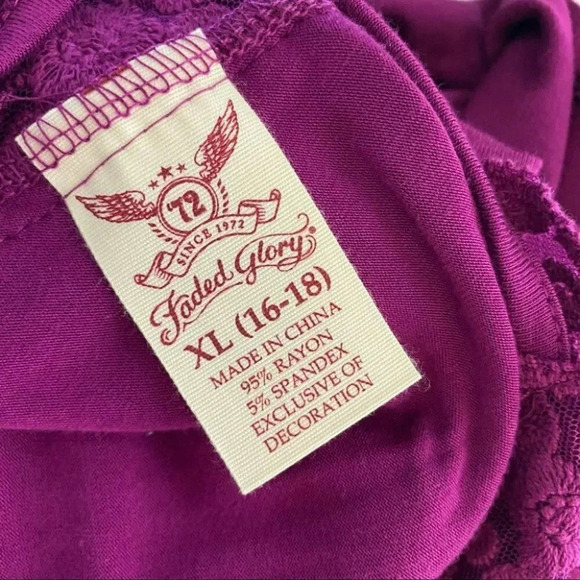 '72
SINCE 1972
Faded Glory®
XL (16-18)
MADE IN CHINA
95% RAYON
5% SPANDEX
EXCLUSIVE OF
DECORATION